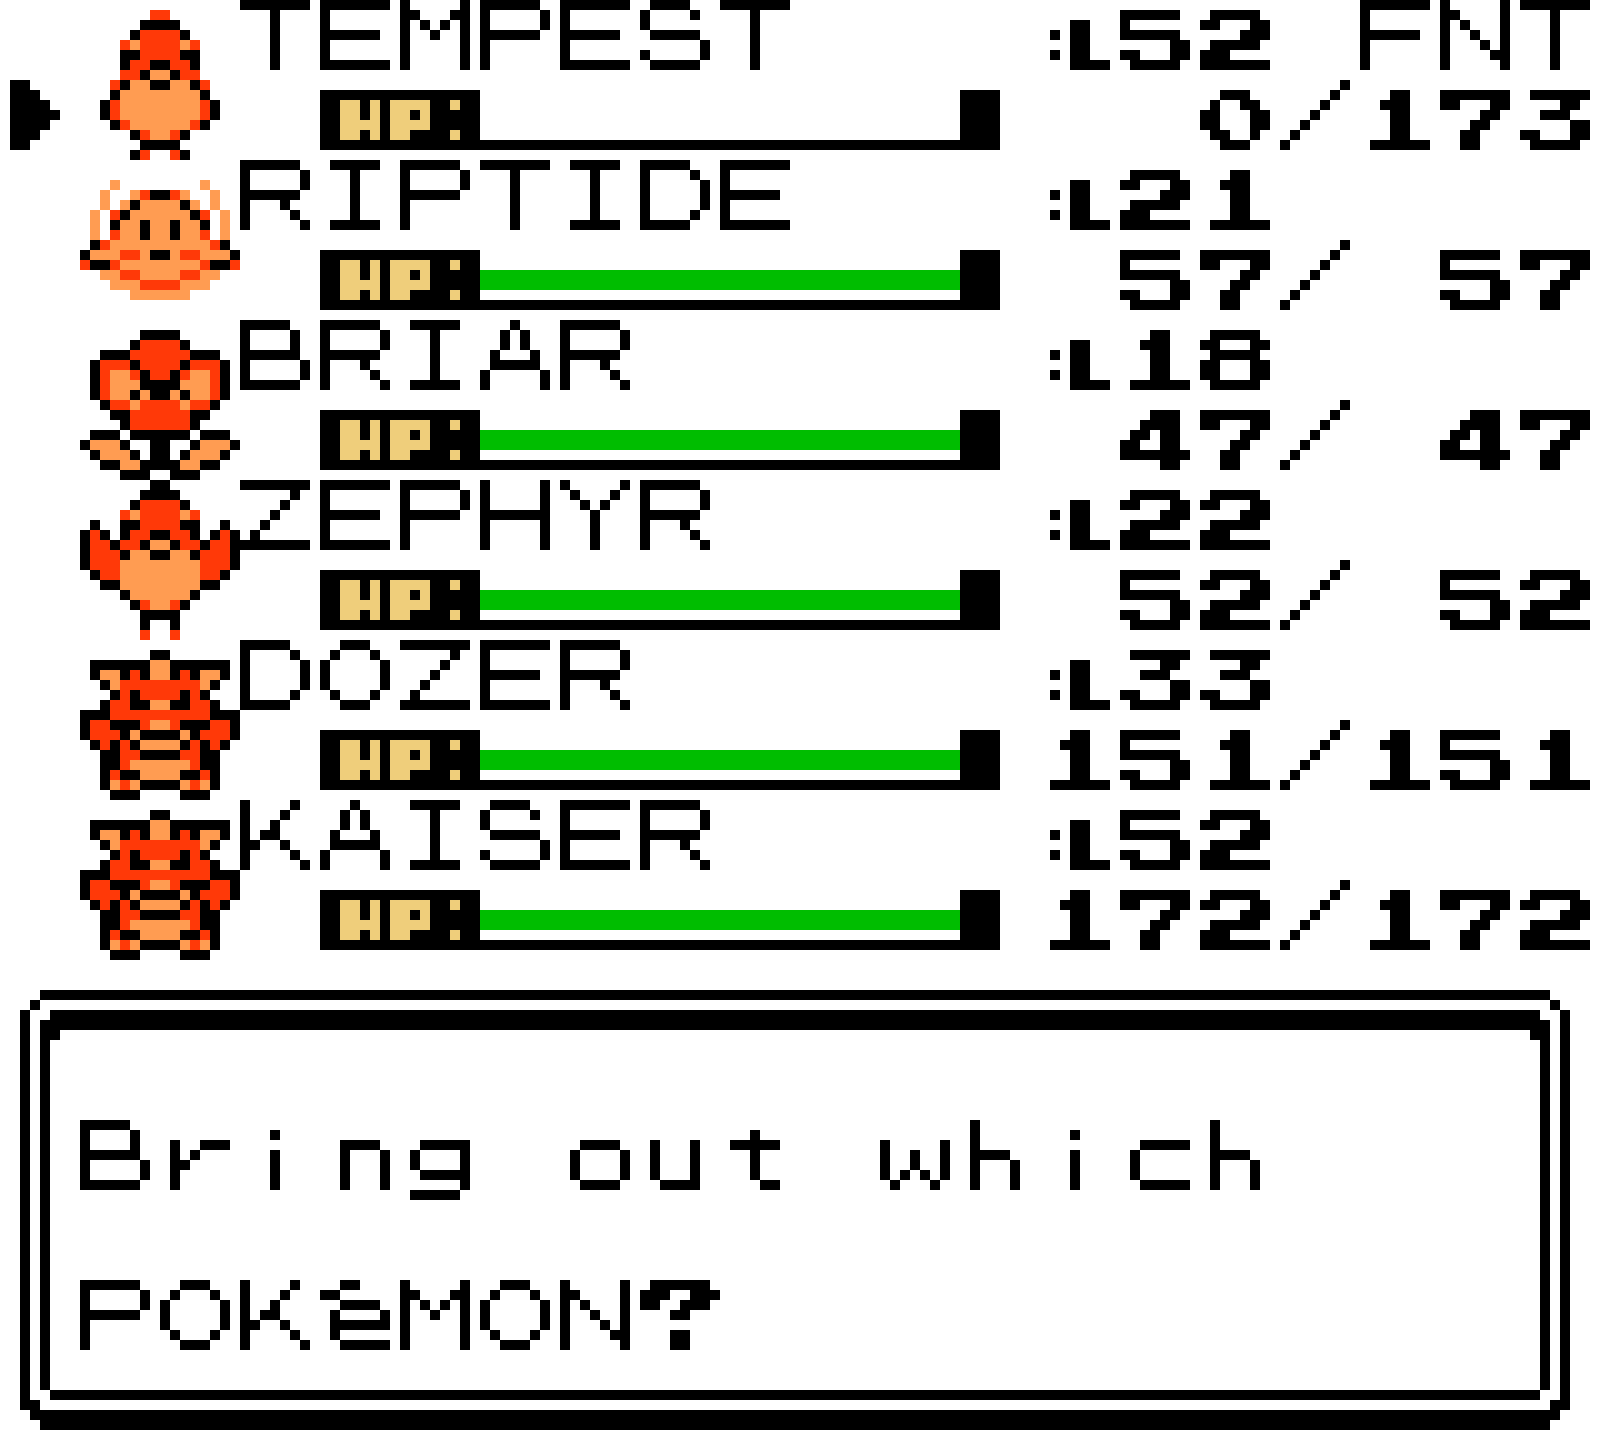 TEMPEST :L52 FNT
HP: 0/173
RIPTIDE :L21
HP: 57/ 57
BRIAR :L18
HP: 47/ 47
ZEPHYR :L22
HP: 52/ 52
DOZER :L33
HP: 151/151
KAISER :L52
HP: 172/172
Bring out which
POKéMON?